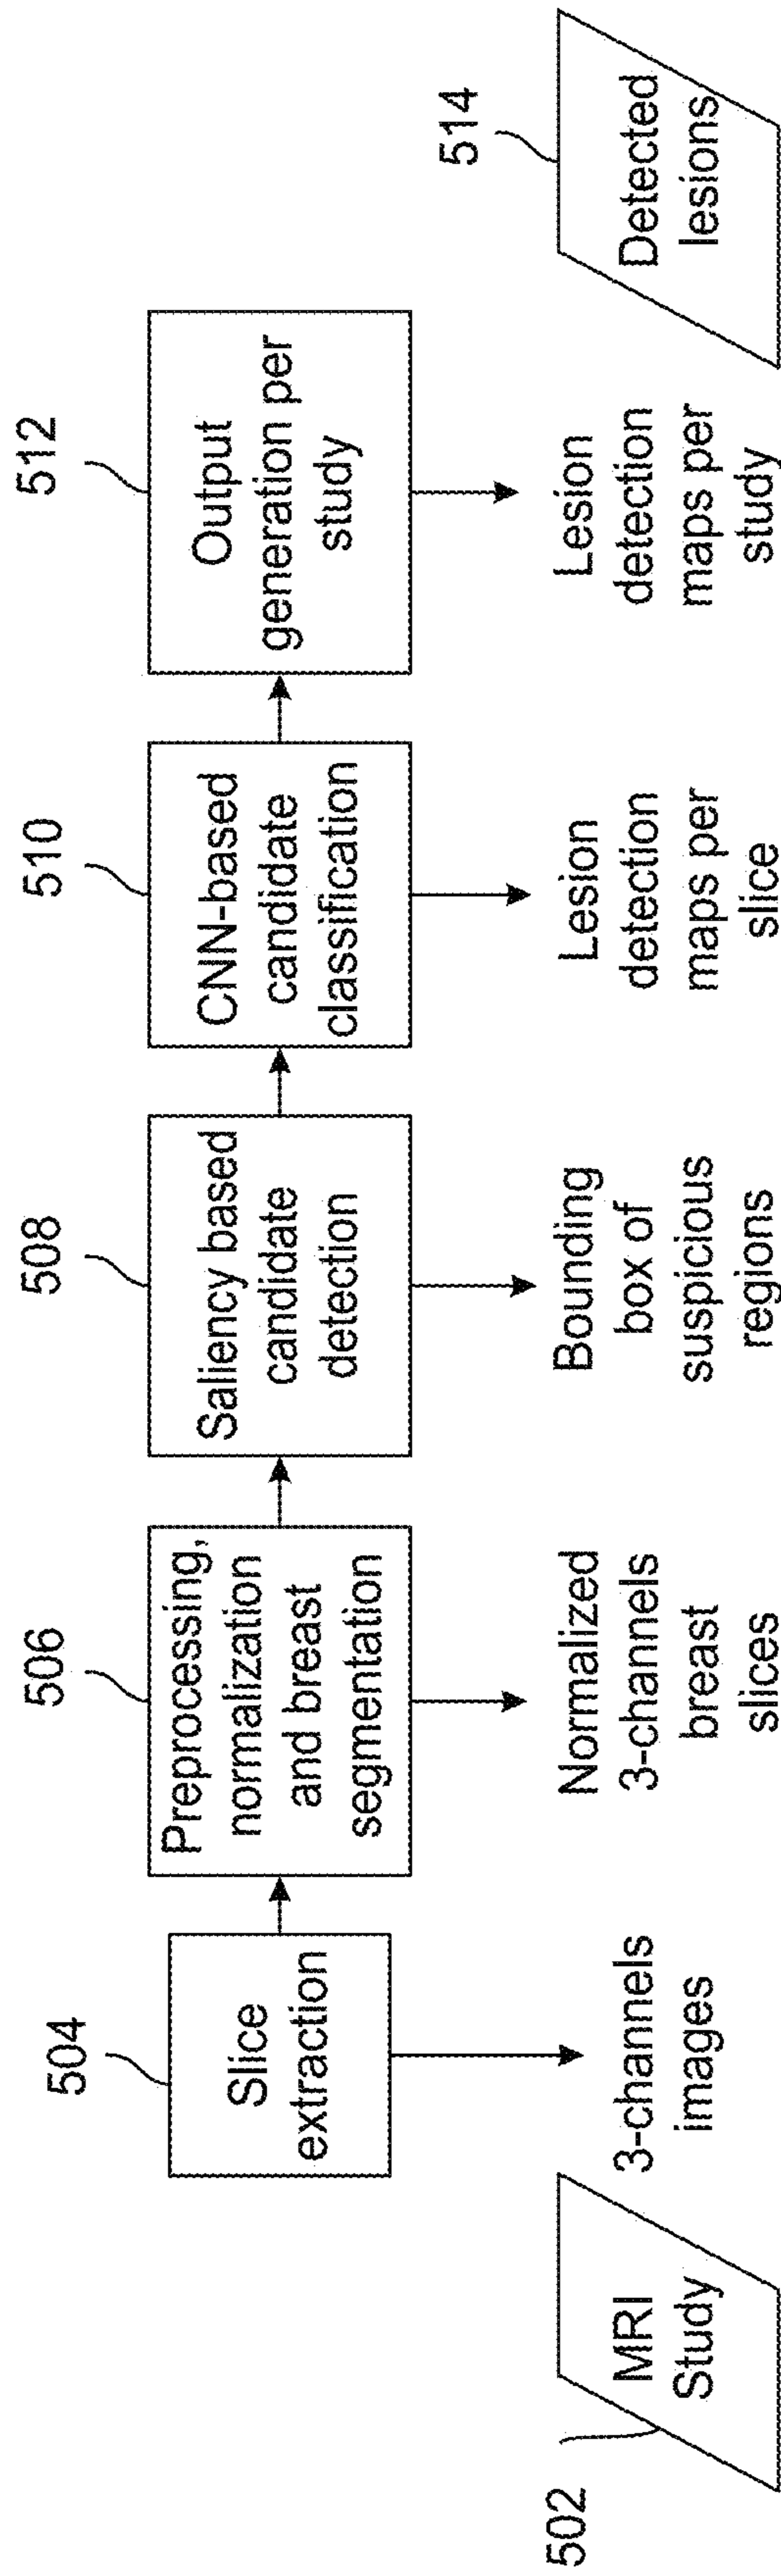 502
MRI
Study
504
Slice
extraction
3-channels
images
506
Preprocessing,
normalization
and breast
segmentation
Normalized
3-channels
breast
slices
508
Saliency based
candidate
detection
Bounding
box of
suspicious
regions
510
CNN-based
candidate
classification
Lesion
detection
maps per
slice
512
Output
generation per
study
Lesion
detection
maps per
study
514
Detected
lesions